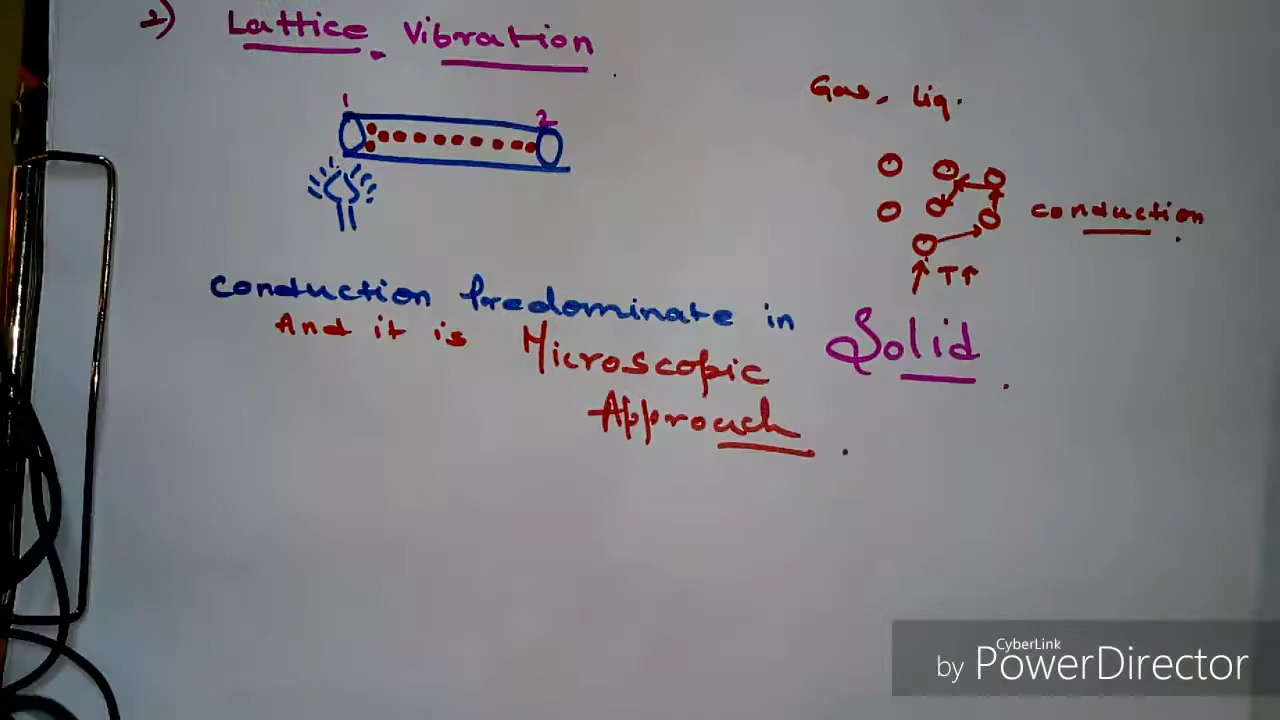 2) Lattice Vibration
1
2
Gas, Liq.
conduction
T↑
conduction Predominate in Solid.
And it is Microscopic
Approach.
CyberLink
by PowerDirector